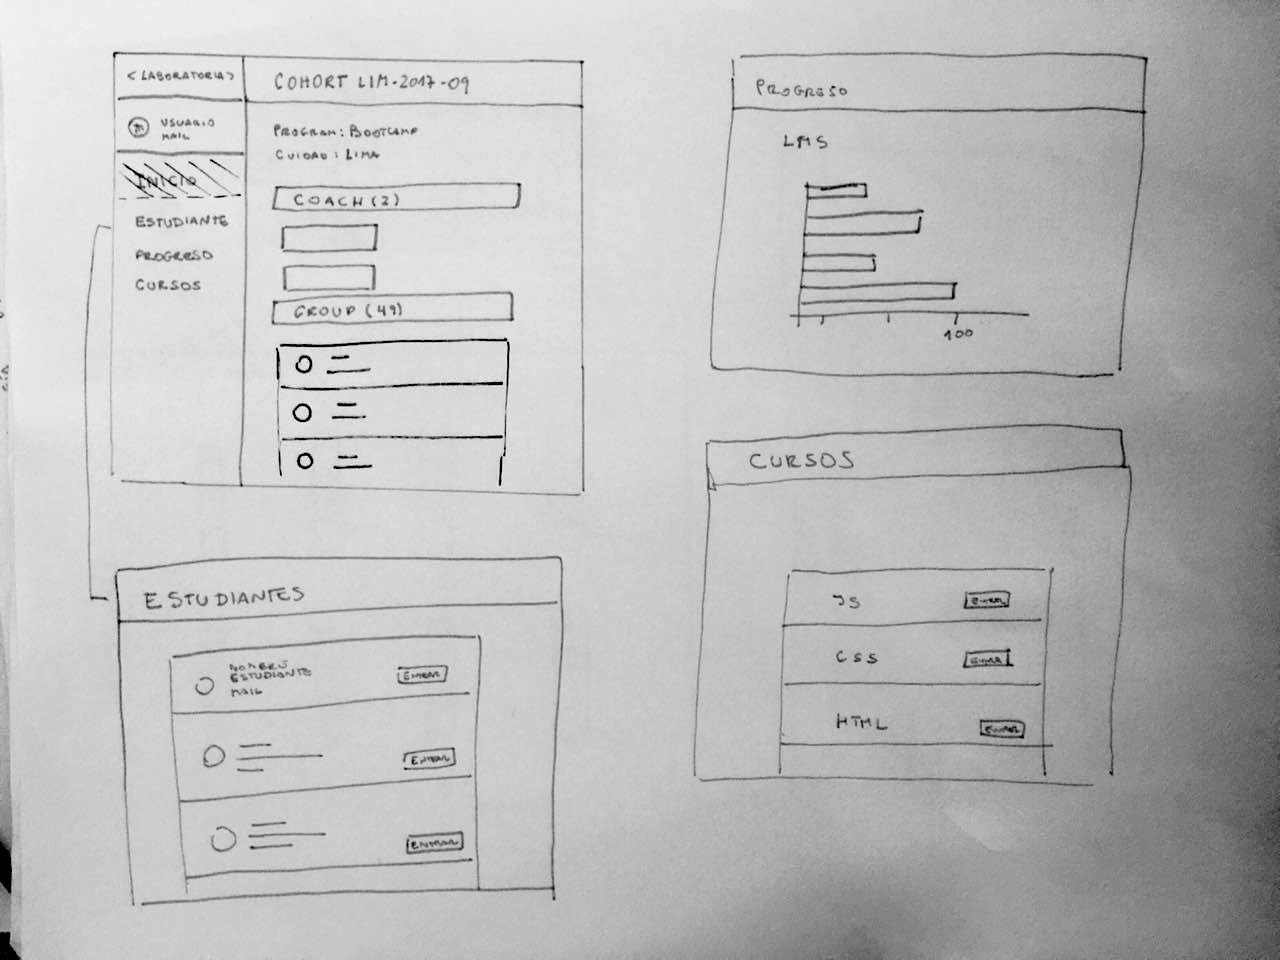 <LABORATORIA>
USUARIO
MAIL
INICIO
ESTUDIANTE
PROGRESO
CURSOS
COHORT LIM-2017-09
PROGRAM: BOOTCAMP
CUIDAD: LIMA
COACH (2)
GROUP (49)
PROGRESO
LMS
100
ESTUDIANTES
NOMBRE
ESTUDIANTE
MAIL
ENTRAR
ENTRAR
ENTRAR
CURSOS
JS
ENTRAR
CSS
ENTRAR
HTML
ENTRAR